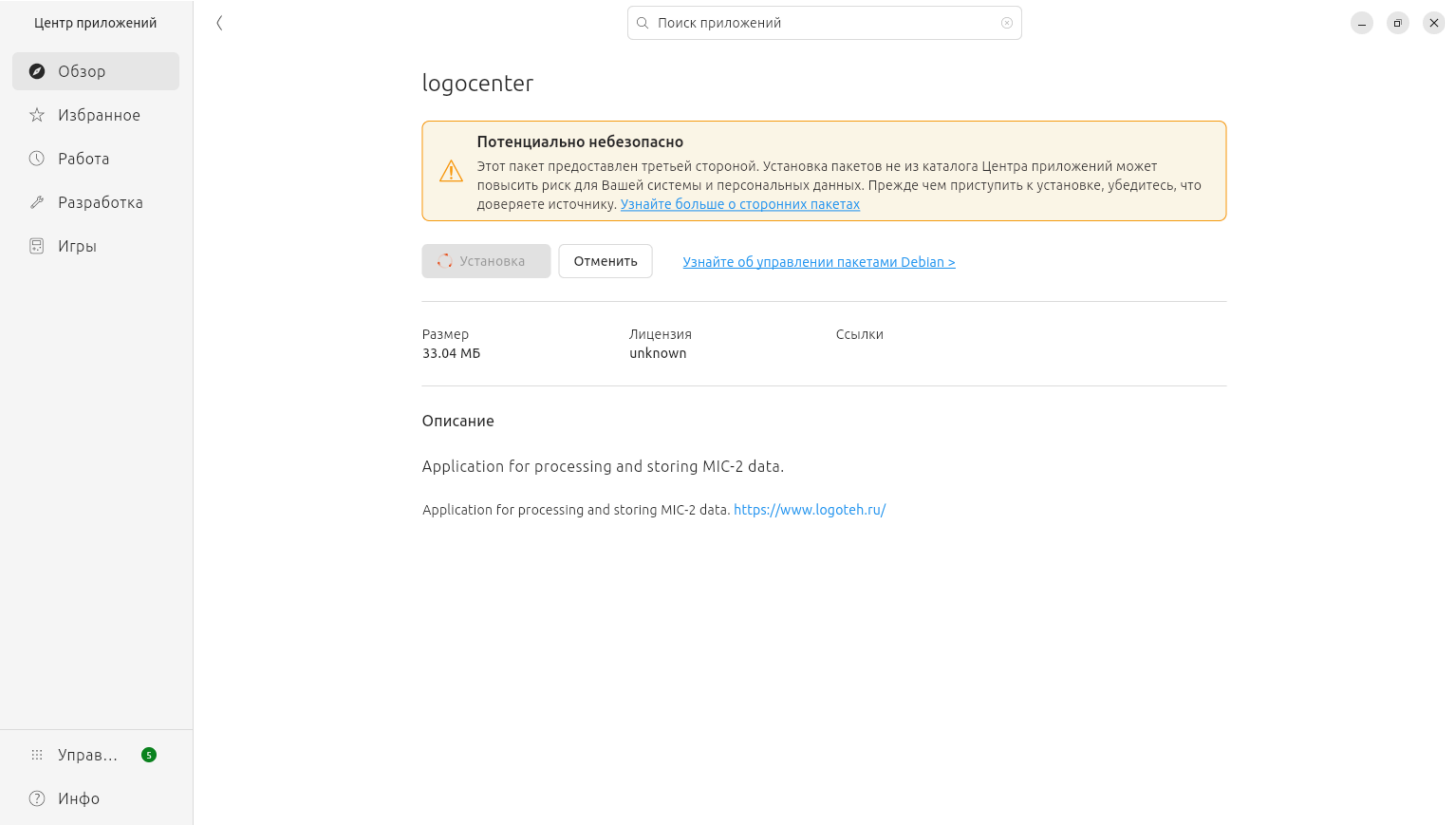 Центр приложений
Поиск приложений
Обзор
Избранное
Работа
Разработка
Игры
logocenter
Потенциально небезопасно
Этот пакет предоставлен третьей стороной. Установка пакетов не из каталога Центра приложений может
повысить риск для Вашей системы и персональных данных. Прежде чем приступить к установке, убедитесь, что
доверяете источнику. Узнайте больше о сторонних пакетах
Установка Отменить Узнайте об управлении пакетами Debian >
Размер Лицензия Ссылки
33.04 МБ unknown
Описание
Application for processing and storing MIC-2 data.
Application for processing and storing MIC-2 data. https://www.logoteh.ru/
Управ... 5
Инфо